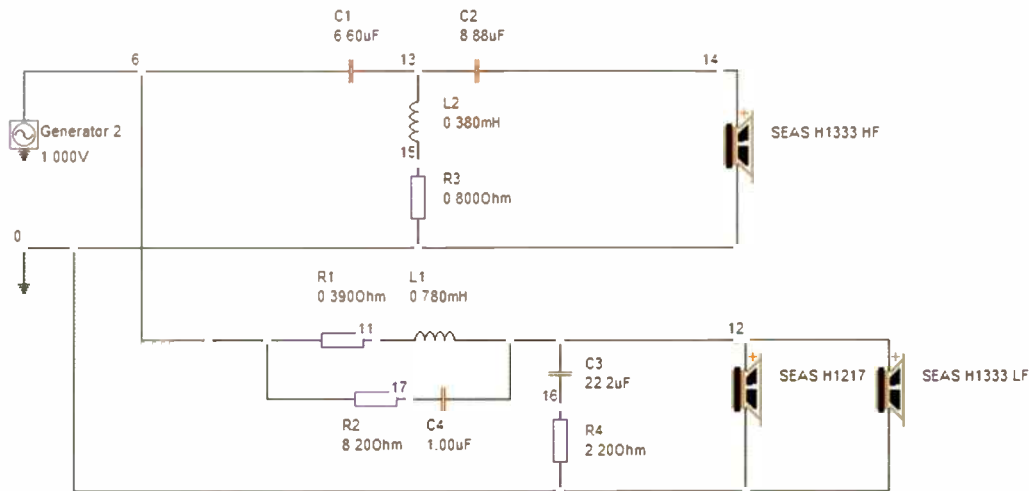 C1
6 60uF
C2
8 88uF
6
13
14
L2
0 380mH
Generator 2
1 000V
SEAS H1333 HF
15
R3
0 800Ohm
0
R1
0 390Ohm
L1
0 780mH
11
12
C3
22 2uF
SEAS H1217
SEAS H1333 LF
17
16
R2
8 20Ohm
C4
1.00uF
R4
2 20Ohm